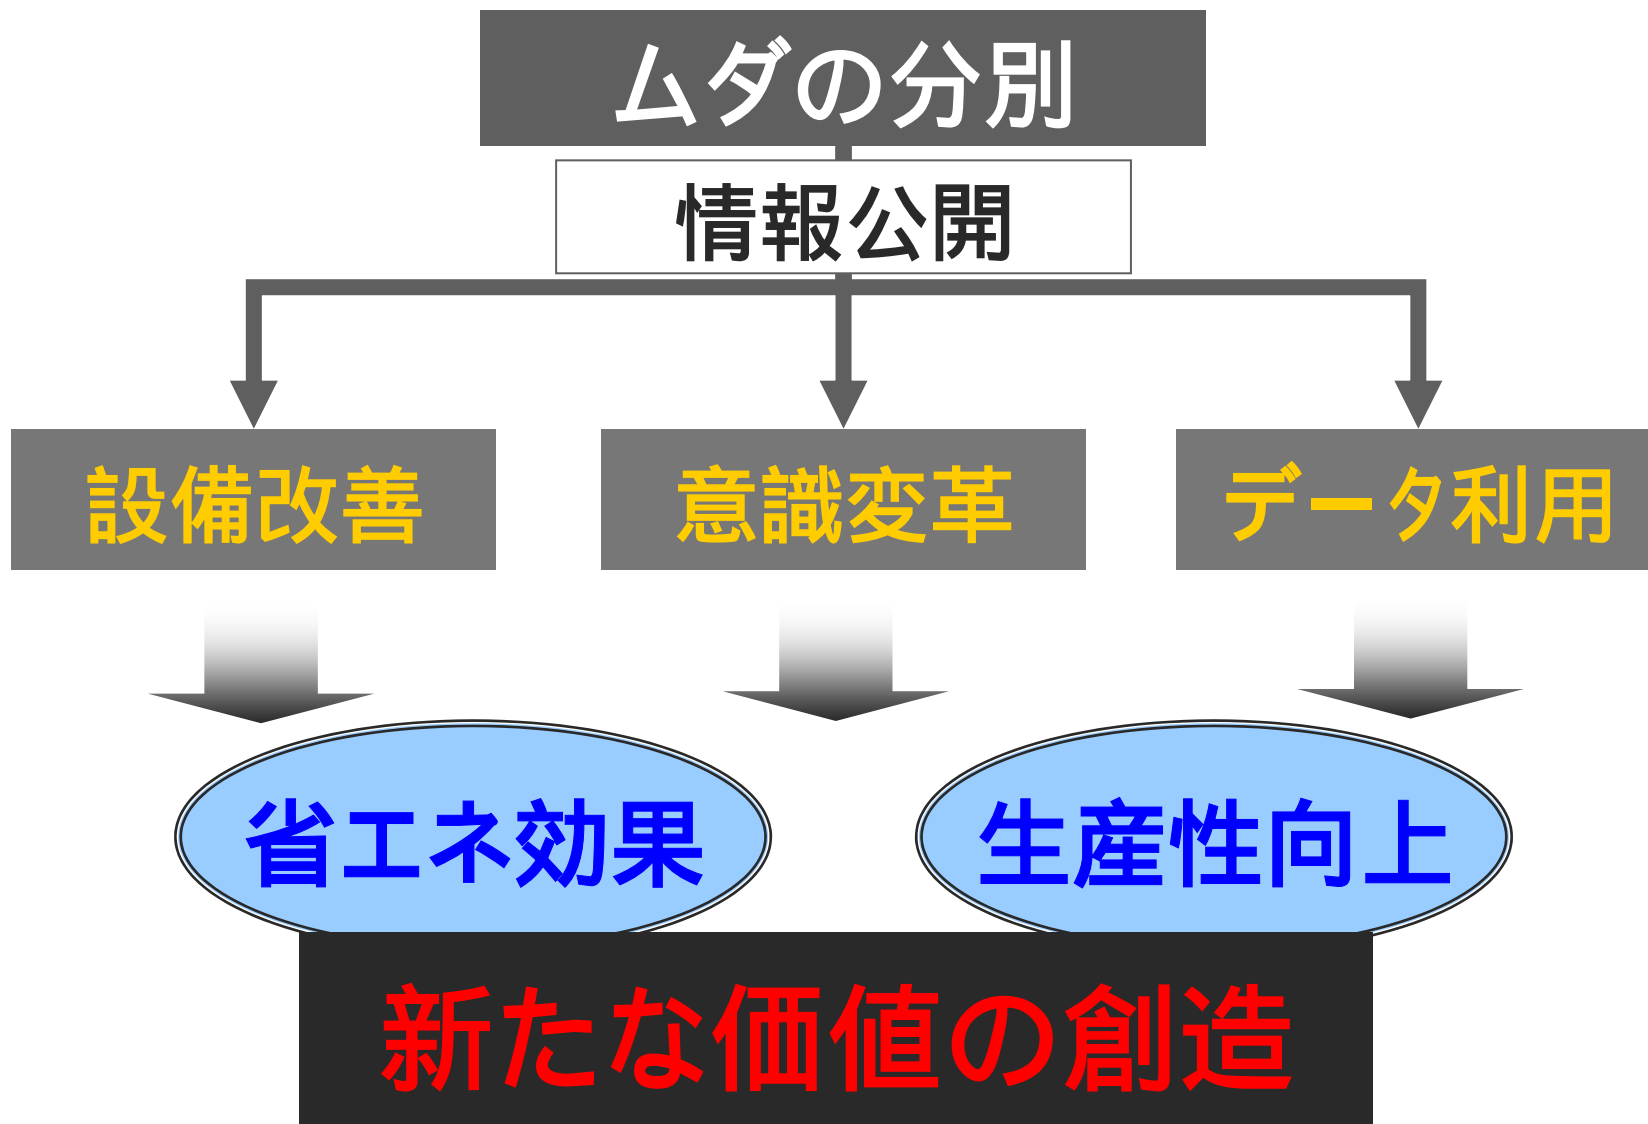 ムダの分別
情報公開
設備改善
意識変革
データ利用
省エネ効果
生産性向上
新たな価値の創造